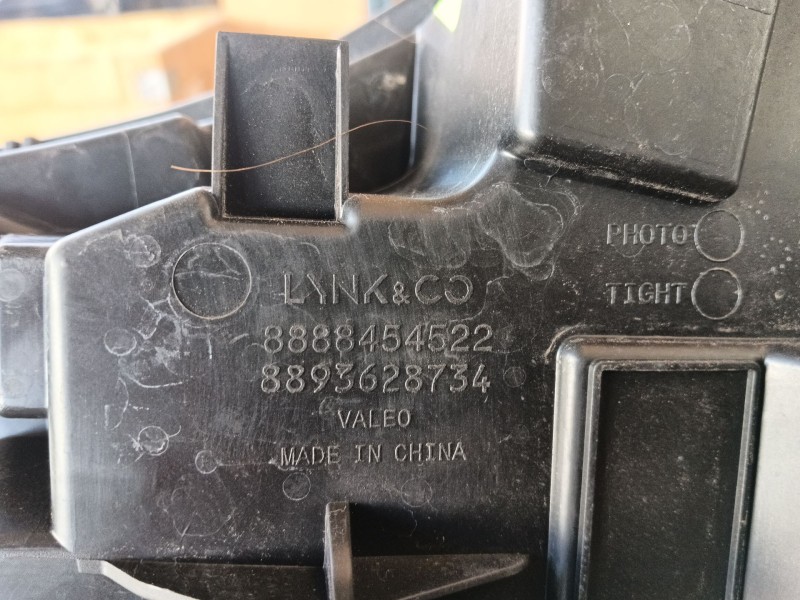 LYNK&CO
8888454522
8893628734
VALEO
MADE IN CHINA
PHOTO
TIGHT